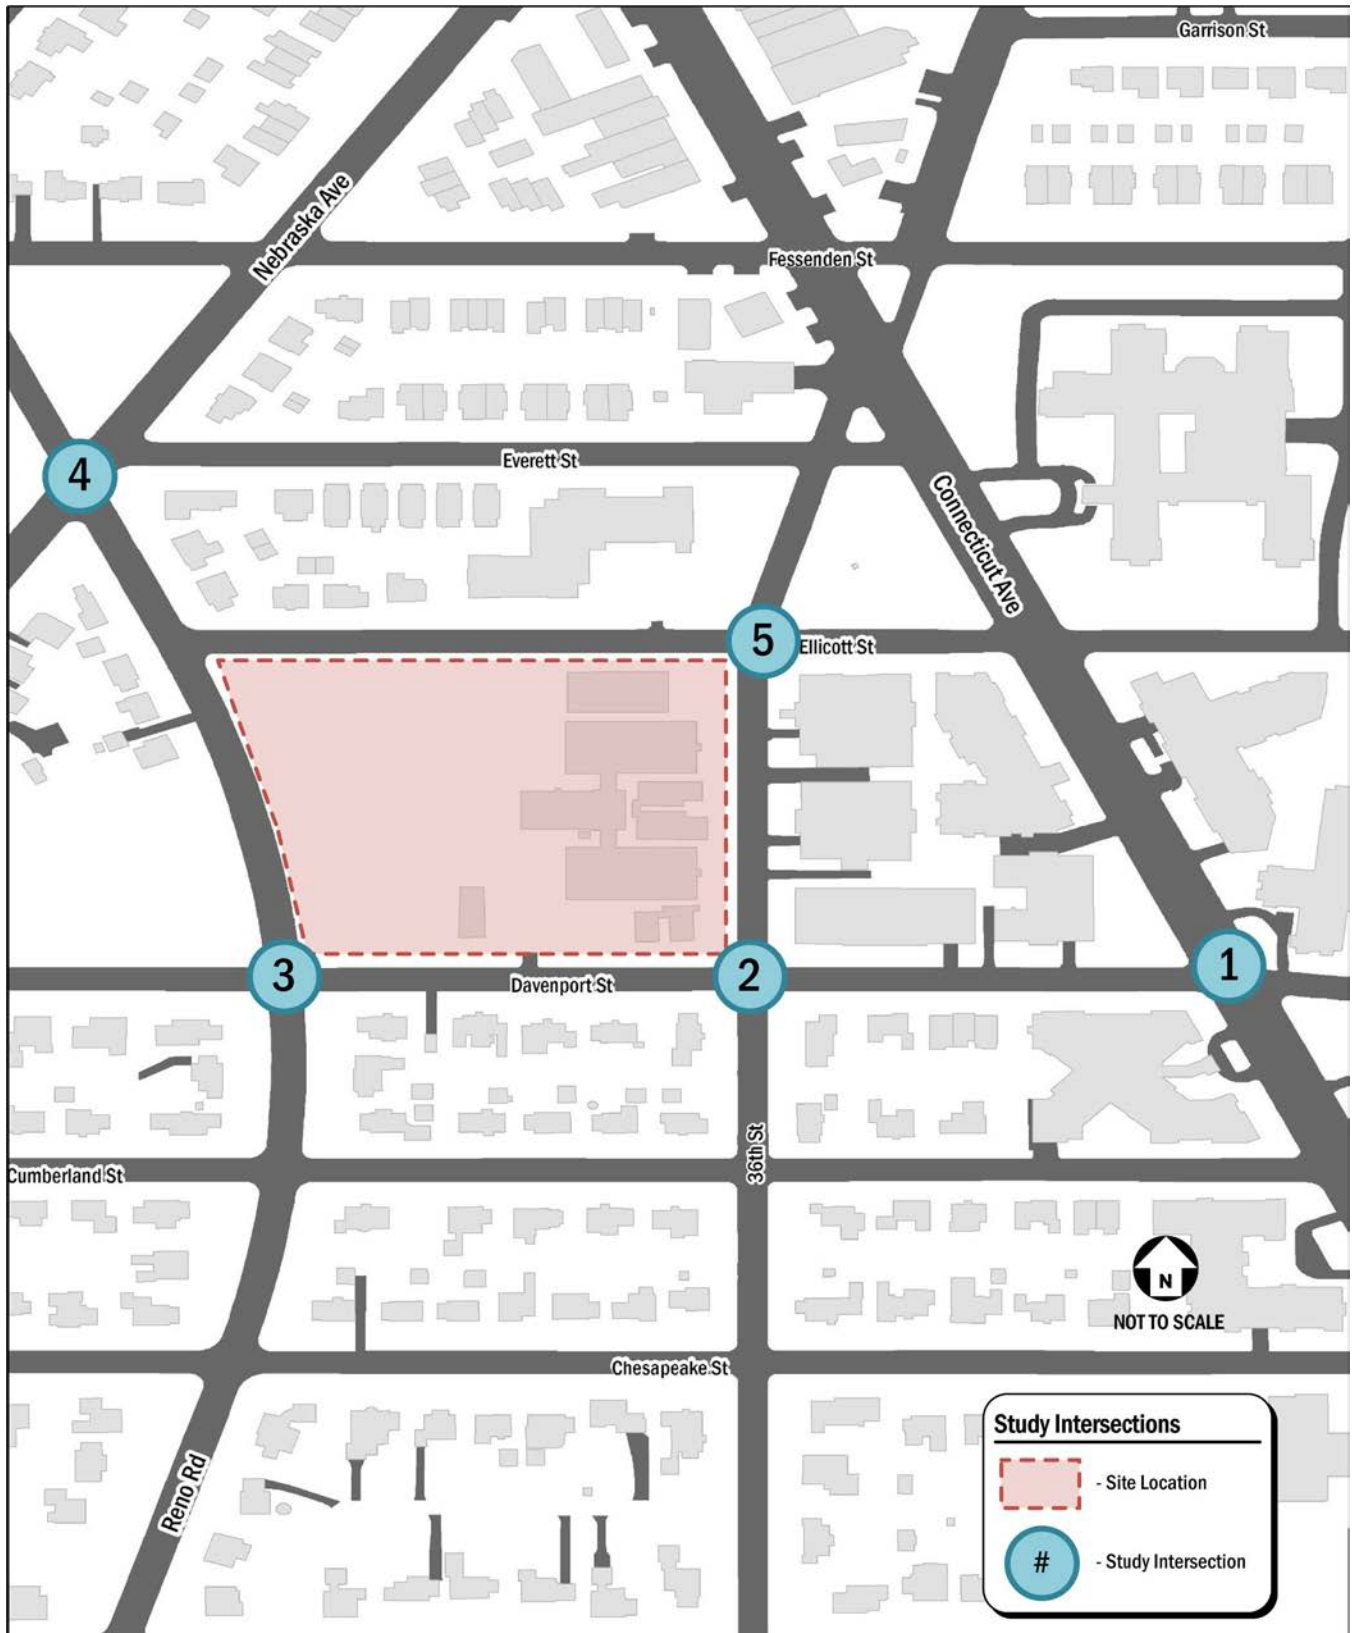 Garrison St
Nebraska Ave
Fessenden St
4
Everett St
Connecticut Ave
5
Ellicott St
3
Davenport St
2
1
36th St
Cumberland St
N
NOT TO SCALE
Chesapeake St
Reno Rd
Study Intersections
- Site Location
# - Study Intersection